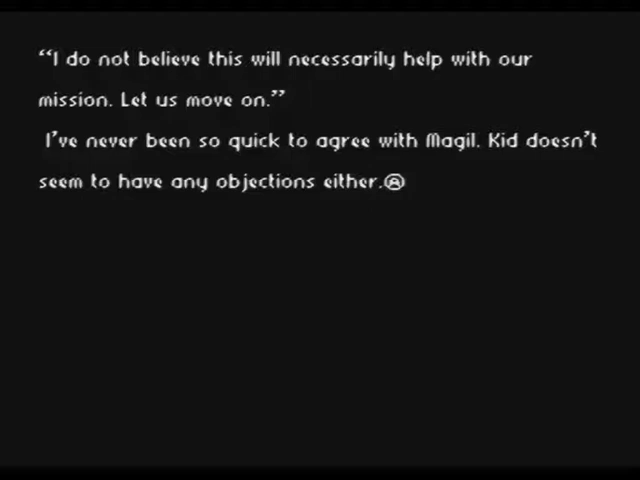 “I do not believe this will necessarily help with our
mission. Let us move on.”
I’ve never been so quick to agree with Magil. Kid doesn’t
seem to have any objections either.Ⓐ